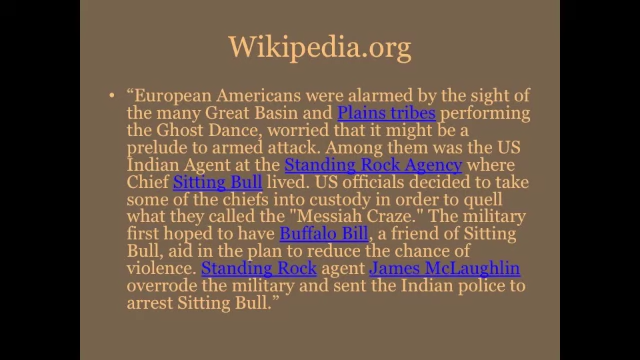 Wikipedia.org
• “European Americans were alarmed by the sight of
the many Great Basin and Plains tribes performing
the Ghost Dance, worried that it might be a
prelude to armed attack. Among them was the US
Indian Agent at the Standing Rock Agency where
Chief Sitting Bull lived. US officials decided to take
some of the chiefs into custody in order to quell
what they called the "Messiah Craze." The military
first hoped to have Buffalo Bill, a friend of Sitting
Bull, aid in the plan to reduce the chance of
violence. Standing Rock agent James McLaughlin
overrode the military and sent the Indian police to
arrest Sitting Bull.”